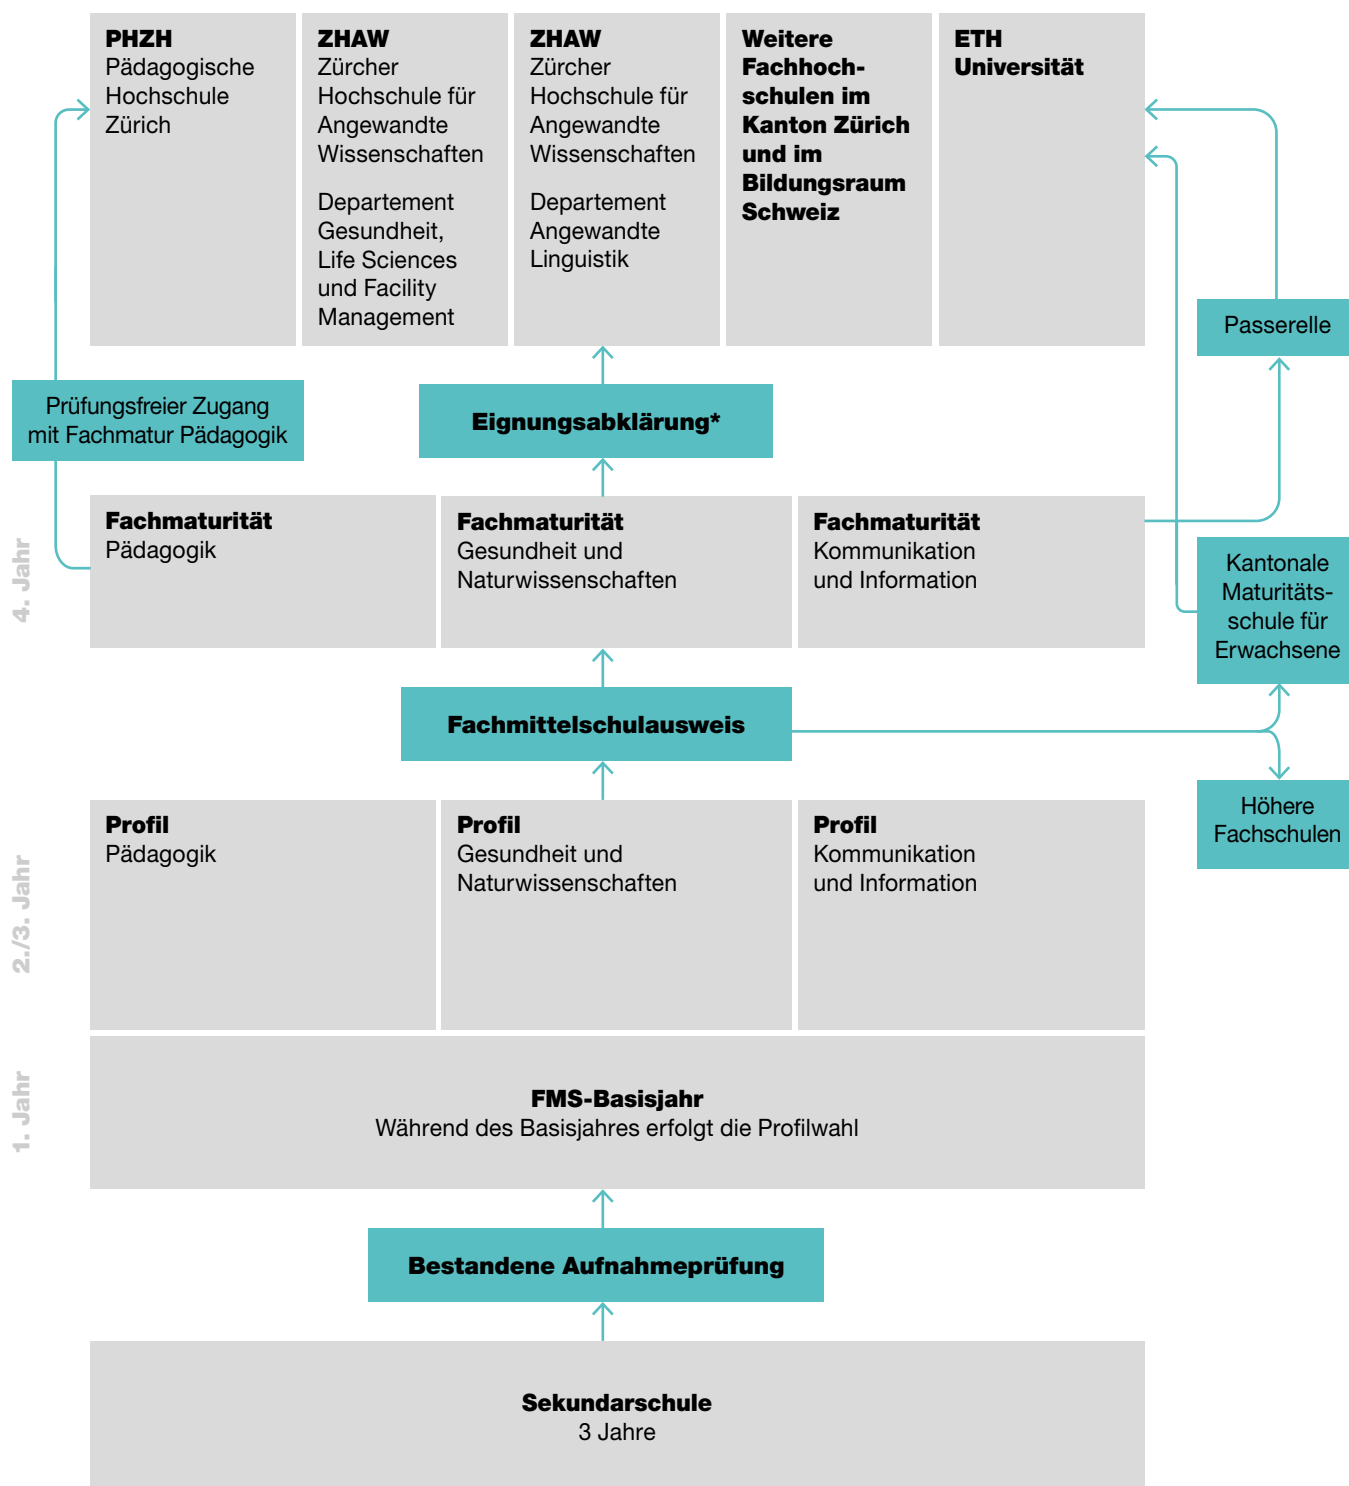 PHZH
Pädagogische
Hochschule
Zürich
ZHAW
Zürcher
Hochschule für
Angewandte
Wissenschaften
Departement
Gesundheit,
Life Sciences
und Facility
Management
ZHAW
Zürcher
Hochschule für
Angewandte
Wissenschaften
Departement
Angewandte
Linguistik
Weitere
Fachhoch-
schulen im
Kanton Zürich
und im
Bildungsraum
Schweiz
ETH
Universität
Passerelle
Prüfungsfreier Zugang
mit Fachmatur Pädagogik
Eignungsabklärung*
4. Jahr
Fachmaturität
Pädagogik
Fachmaturität
Gesundheit und
Naturwissenschaften
Fachmaturität
Kommunikation
und Information
Kantonale
Maturitäts-
schule für
Erwachsene
Fachmittelschulausweis
Höhere
Fachschulen
2./3. Jahr
Profil
Pädagogik
Profil
Gesundheit und
Naturwissenschaften
Profil
Kommunikation
und Information
1. Jahr
FMS-Basisjahr
Während des Basisjahres erfolgt die Profilwahl
Bestandene Aufnahmeprüfung
Sekundarschule
3 Jahre